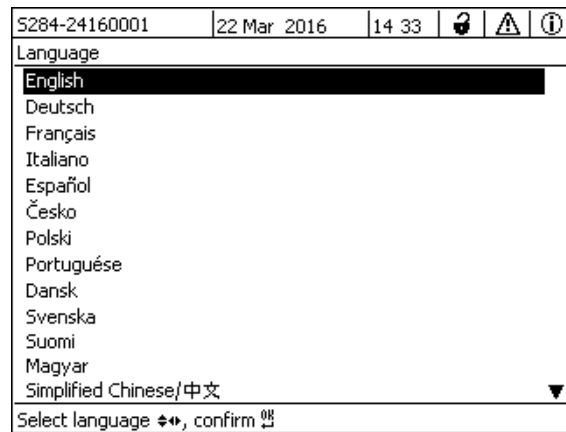 S284-24160001 22 Mar 2016 14 33
Language
English
Deutsch
Français
Italiano
Español
Česko
Polski
Portuguése
Dansk
Svenska
Suomi
Magyar
Simplified Chinese/中文
Select language, confirm OK